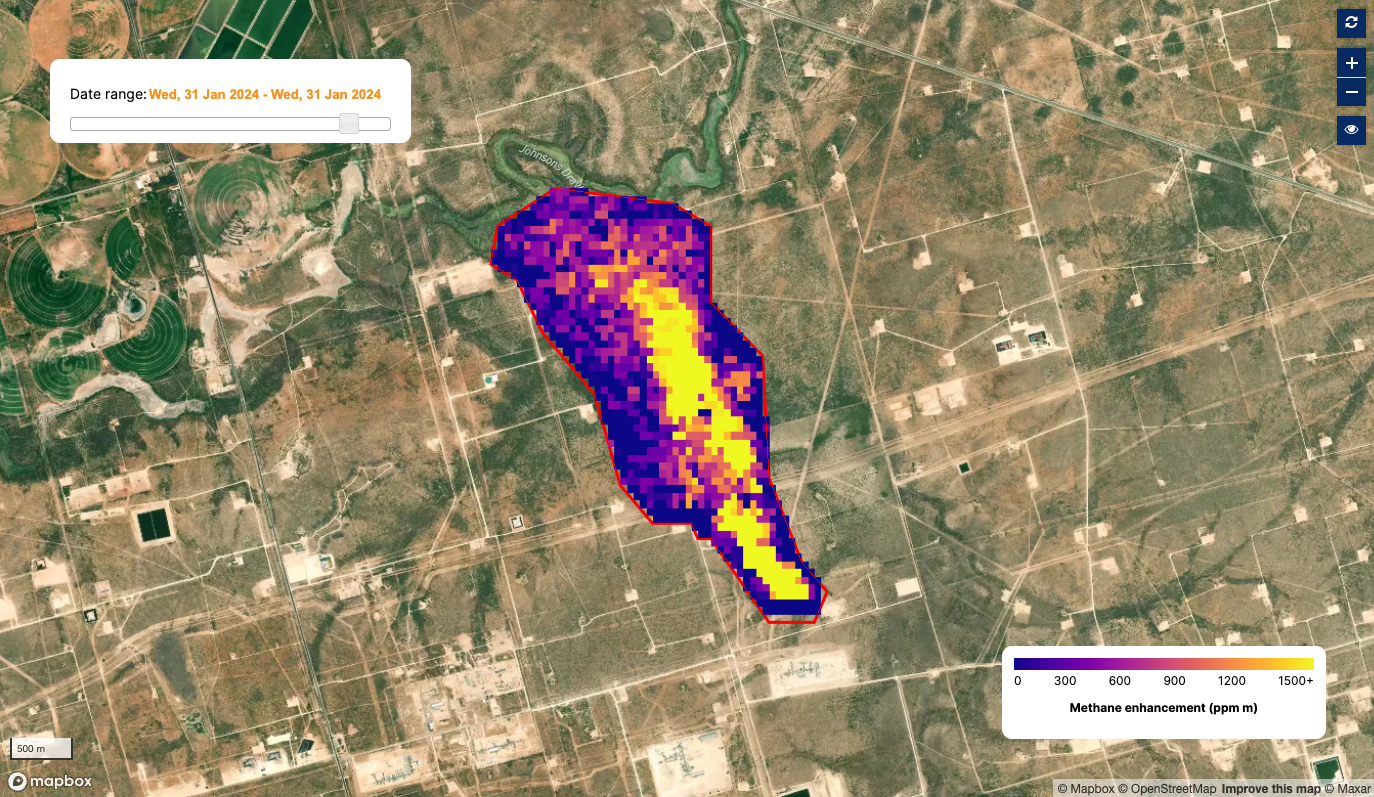 Date range: Wed, 31 Jan 2024 - Wed, 31 Jan 2024
Johnsons Draw
0 300 600 900 1200 1500+
Methane enhancement (ppm m)
500 m
mapbox
© Mapbox © OpenStreetMap Improve this map © Maxar